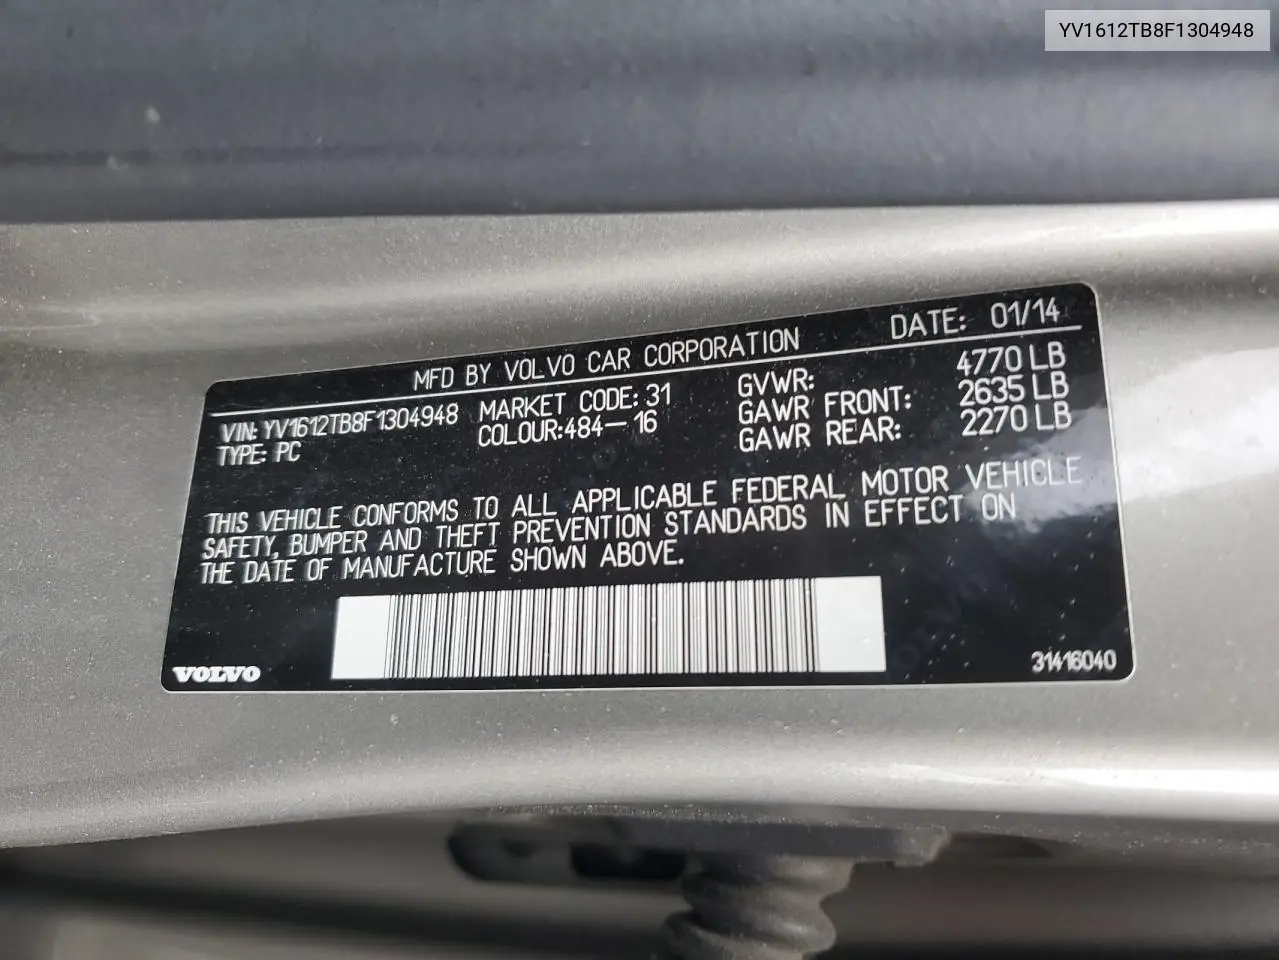 YV1612TB8F1304948
MFD BY VOLVO CAR CORPORATION DATE: 01/14
VIN: YV1612TB8F1304948 MARKET CODE: 31 GVWR: 4770 LB
TYPE: PC COLOUR:484-16 GAWR FRONT: 2635 LB
GAWR REAR: 2270 LB
THIS VEHICLE CONFORMS TO ALL APPLICABLE FEDERAL MOTOR VEHICLE
SAFETY, BUMPER AND THEFT PREVENTION STANDARDS IN EFFECT ON
THE DATE OF MANUFACTURE SHOWN ABOVE.
VOLVO
31416040